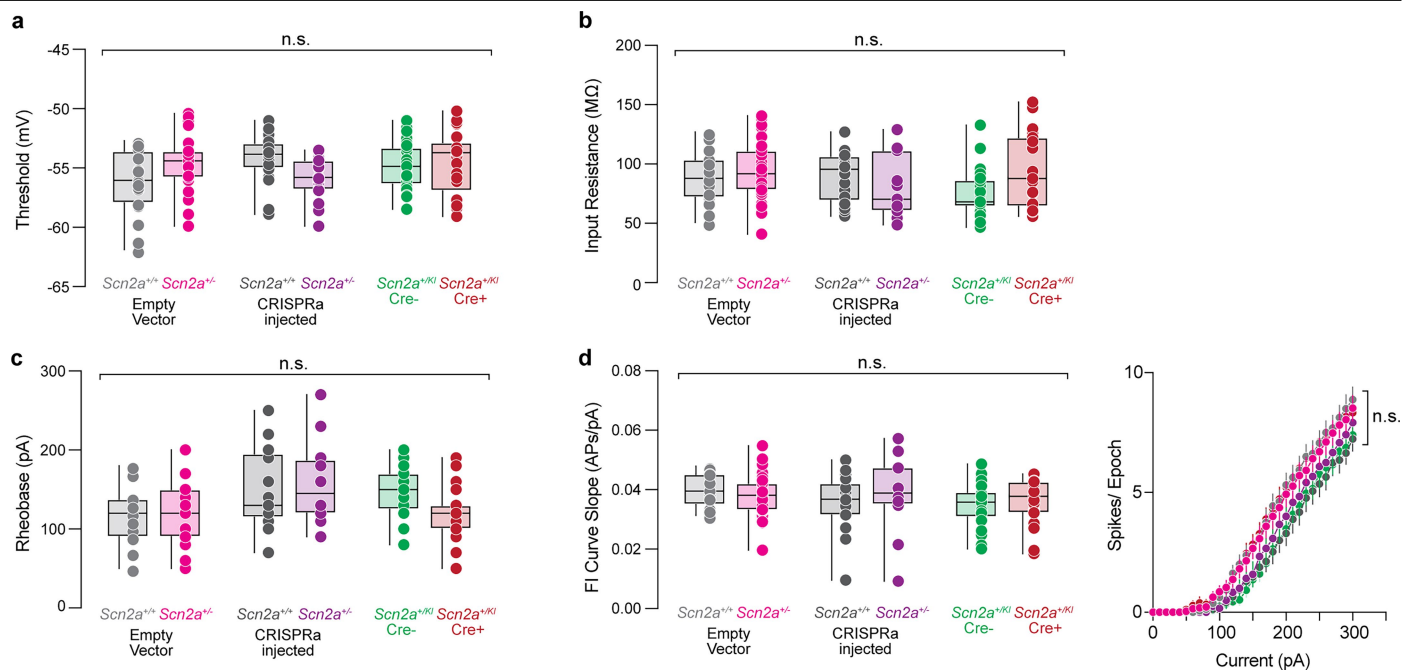 a
n.s.
Threshold (mV)
-45
-50
-55
-60
-65
Scn2a+/+ Scn2a+/-
Empty
Vector
Scn2a+/+ Scn2a+/-
CRISPRa
injected
Scn2a+/KI Scn2a+/KI
Cre- Cre+
b
n.s.
Input Resistance (MΩ)
200
150
100
50
0
Scn2a+/+ Scn2a+/-
Empty
Vector
Scn2a+/+ Scn2a+/-
CRISPRa
injected
Scn2a+/KI Scn2a+/KI
Cre- Cre+
c
n.s.
Rheobase (pA)
300
200
100
0
Scn2a+/+ Scn2a+/-
Empty
Vector
Scn2a+/+ Scn2a+/-
CRISPRa
injected
Scn2a+/KI Scn2a+/KI
Cre- Cre+
d
n.s.
FI Curve Slope (APs/pA)
0.08
0.06
0.04
0.02
0.00
Scn2a+/+ Scn2a+/-
Empty
Vector
Scn2a+/+ Scn2a+/-
CRISPRa
injected
Scn2a+/KI Scn2a+/KI
Cre- Cre+
Spikes/ Epoch
10
5
0
n.s.
0 100 200 300
Current (pA)